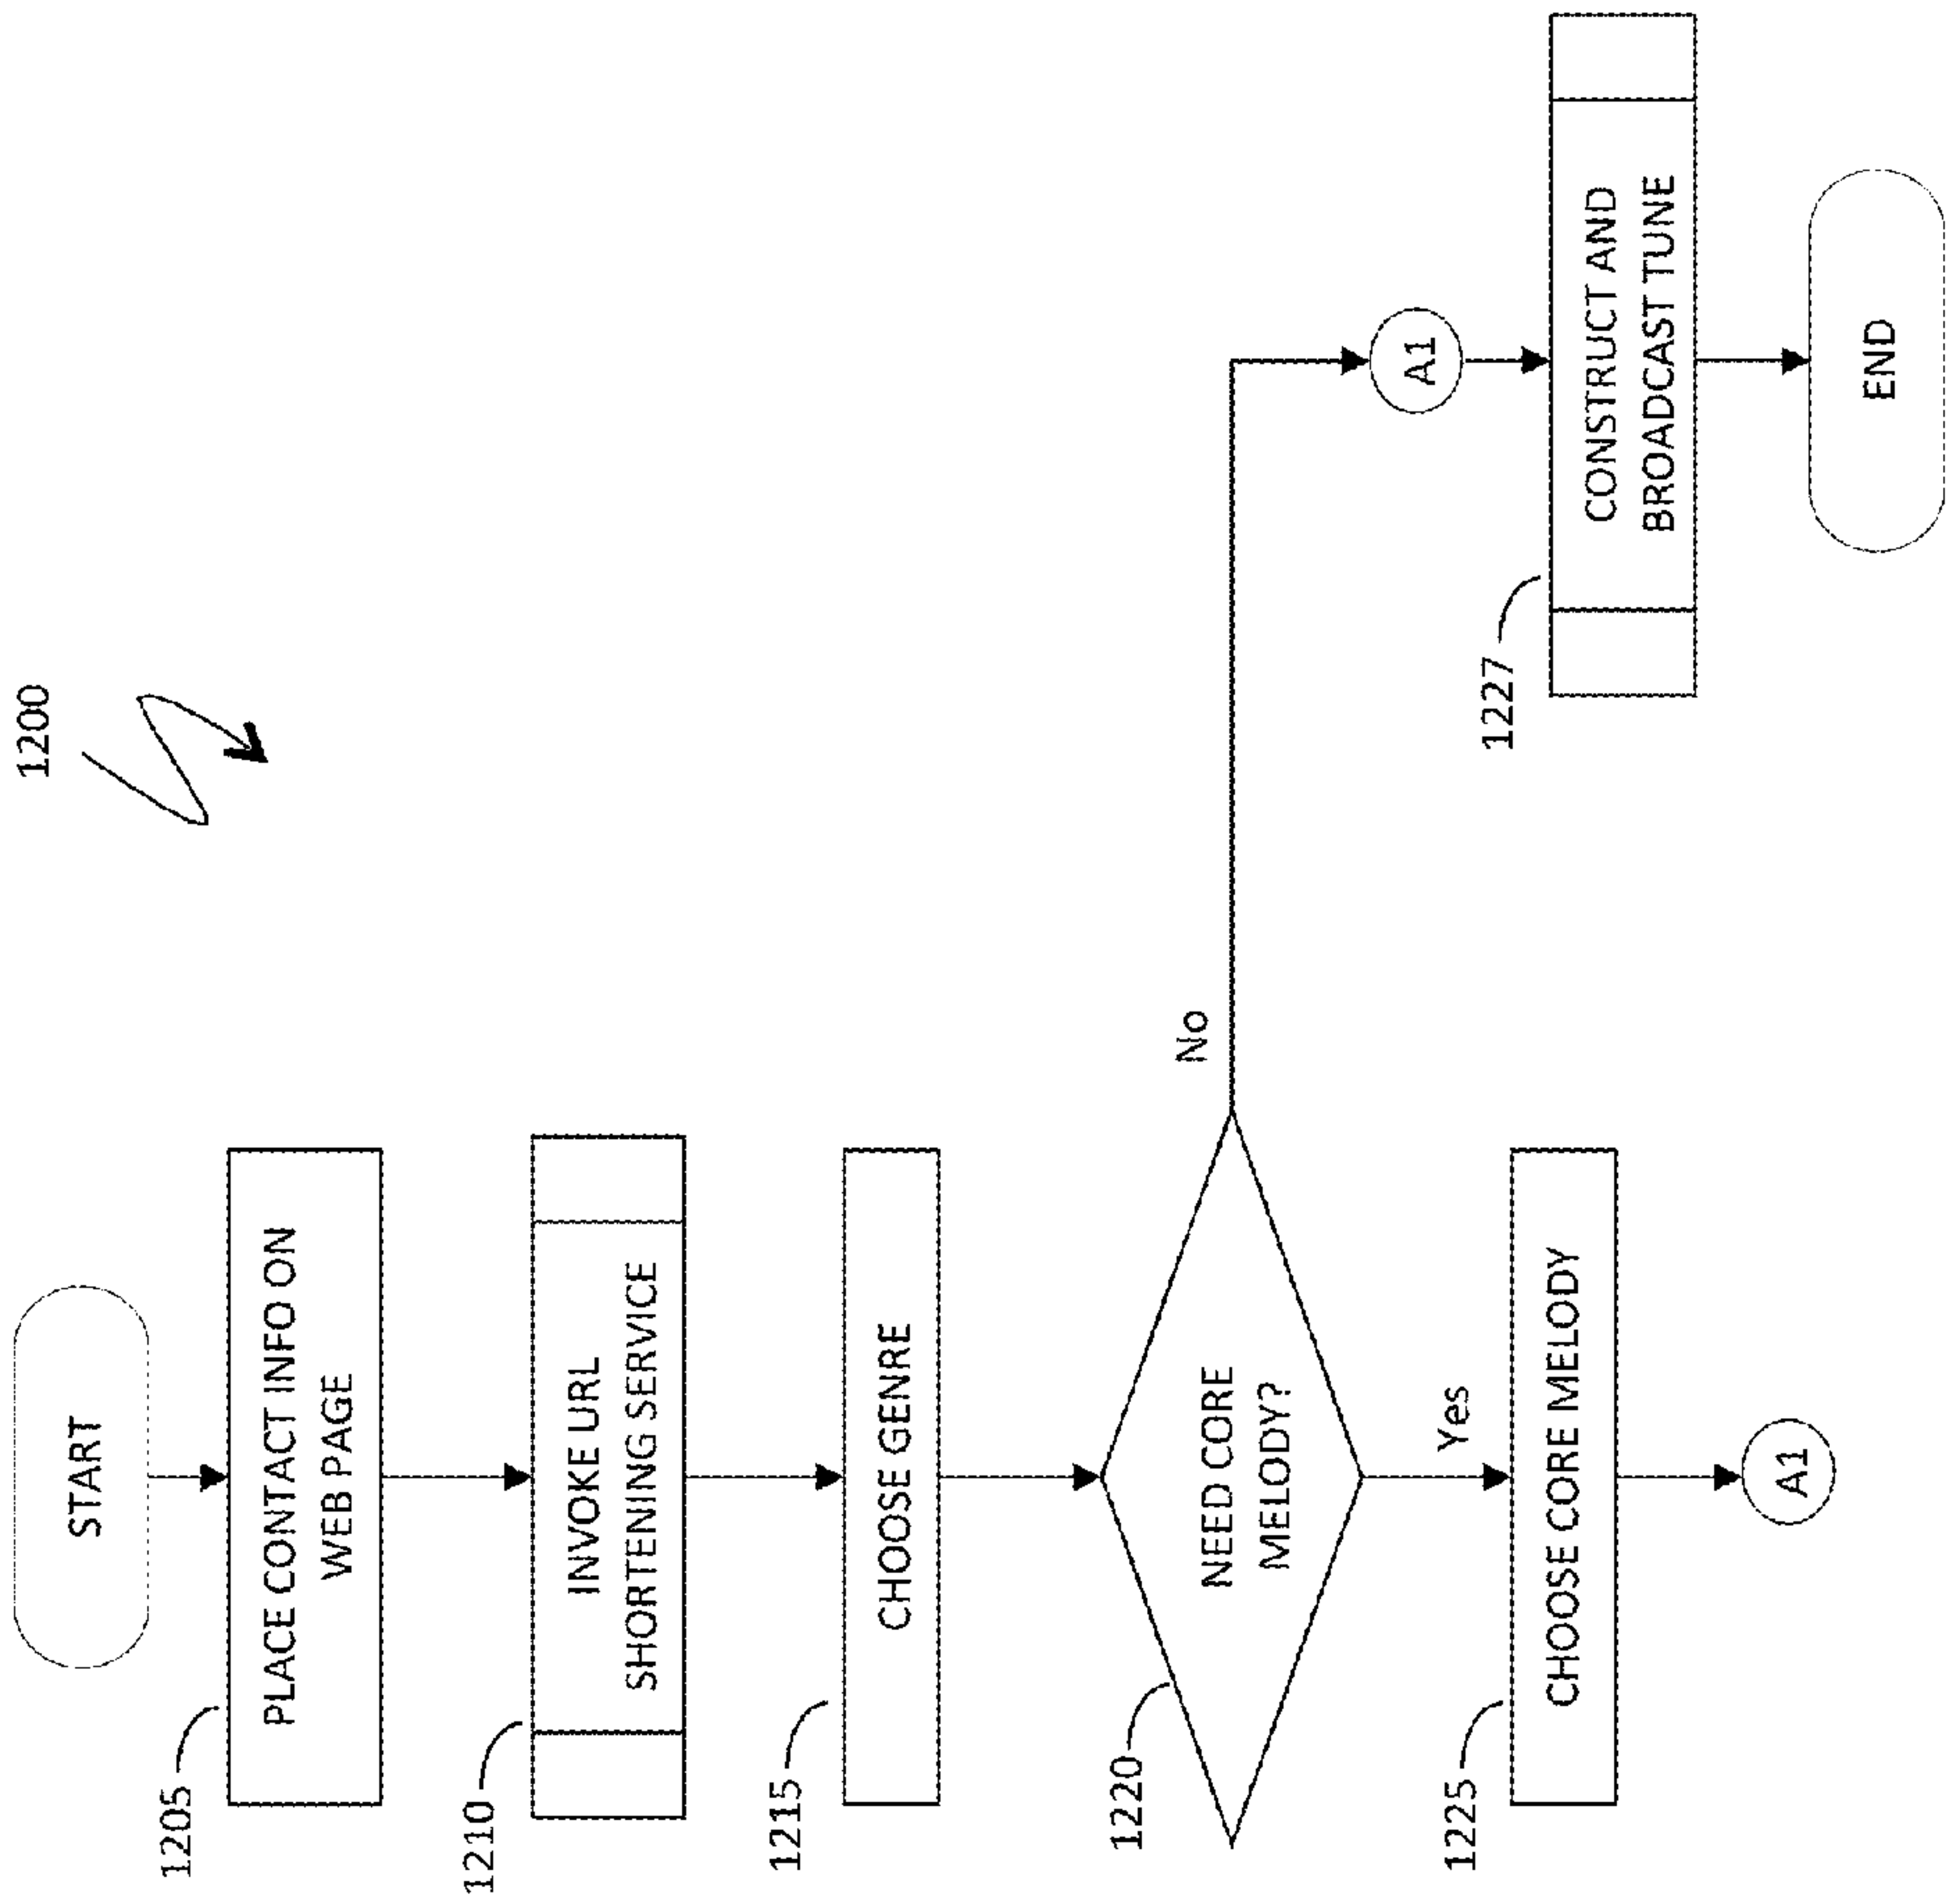 1200
START
1205
PLACE CONTACT INFO ON
WEB PAGE
1210
INVOKE URL
SHORTENING SERVICE
1215
CHOOSE GENRE
1220
NEED CORE
MELODY?
No
Yes
1225
CHOOSE CORE MELODY
A1
A1
1227
CONSTRUCT AND
BROADCAST TUNE
END